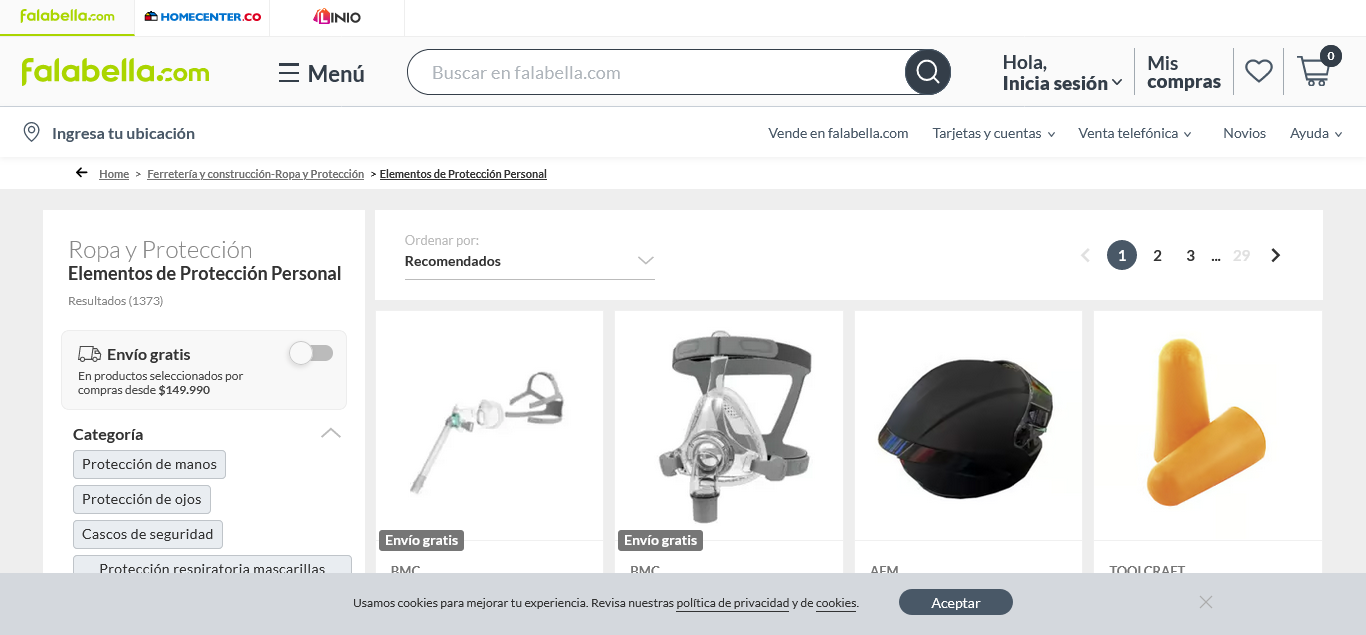 falabella.com
HOMECENTER.CO
LINIO
falabella.com
Menú
Buscar en falabella.com
Hola,
Inicia sesión
Mis
compras
0
Ingresa tu ubicación
Vende en falabella.com
Tarjetas y cuentas
Venta telefónica
Novios
Ayuda
Home > Ferretería y construcción-Ropa y Protección > Elementos de Protección Personal
Ropa y Protección
Elementos de Protección Personal
Resultados (1373)
Envío gratis
En productos seleccionados por
compras desde $149.990
Categoría
Protección de manos
Protección de ojos
Cascos de seguridad
Protección respiratoria mascarillas
Ordenar por:
Recomendados
1 2 3 ... 29
Envío gratis
Envío gratis
BMC
BMC
AFM
TOOLCRAFT
Usamos cookies para mejorar tu experiencia. Revisa nuestras política de privacidad y de cookies.
Aceptar